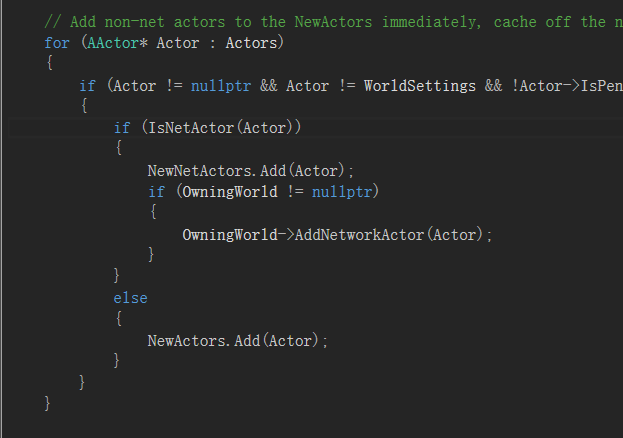 // Add non-net actors to the NewActors immediately, cache off the n
for (AActor* Actor : Actors)
{
if (Actor != nullptr && Actor != WorldSettings && !Actor->IsPen
{
if (IsNetActor(Actor))
{
NewNetActors.Add(Actor);
if (OwningWorld != nullptr)
{
OwningWorld->AddNetworkActor(Actor);
}
}
else
{
NewActors.Add(Actor);
}
}
}